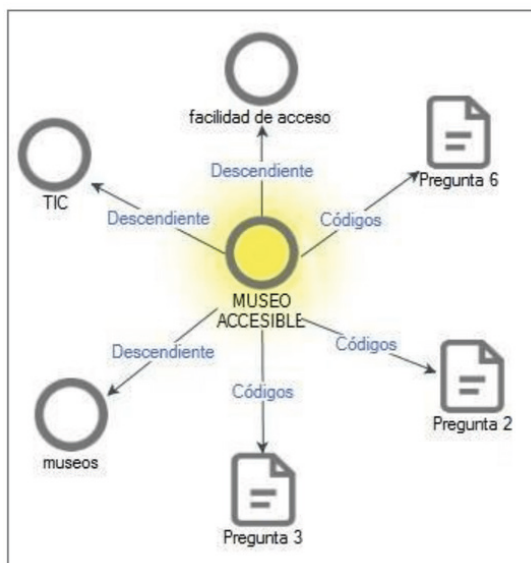 facilidad de acceso
Pregunta 6
TIC
Descendiente
Descendiente
Códigos
MUSEO
ACCESIBLE
Descendiente
Códigos
Códigos
museos
Pregunta 2
Pregunta 3